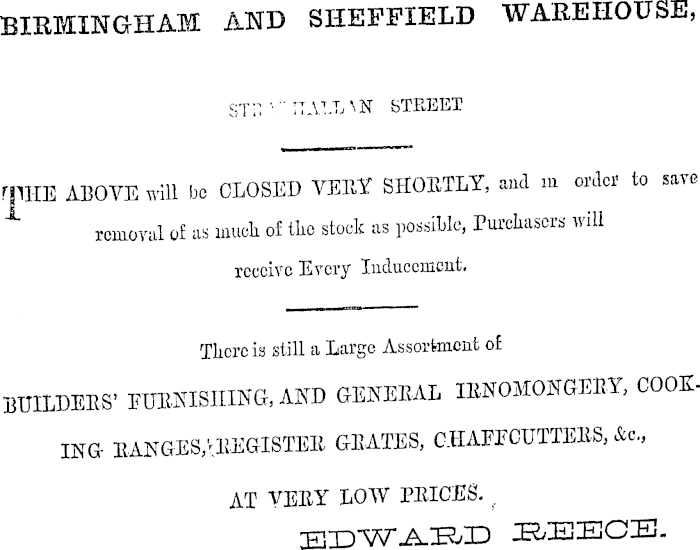 BIRMINGHAM AND SHEFFIELD WAREHOUSE,
STRATHALLAN STREET
THE ABOVE will be CLOSED VERY SHORTLY, and in order to save
removal of as much of the stock as possible, Purchasers will
receive Every Inducement.
There is still a Large Assortment of
BUILDERS' FURNISHING, AND GENERAL IRNOMONGERY, COOK-
ING RANGES, REGISTER GRATES, CHAFFCUTTERS, &c.,
AT VERY LOW PRICES.
EDWARD REECE.